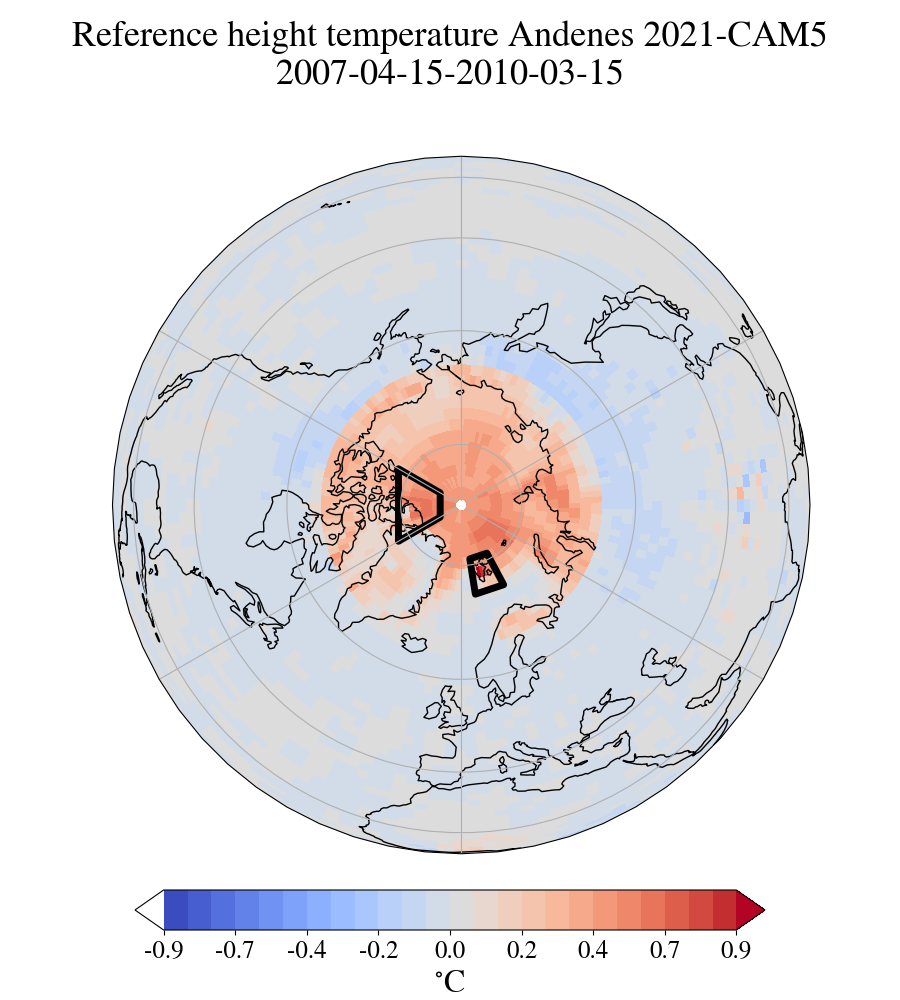 Reference height temperature Andenes 2021-CAM5
2007-04-15-2010-03-15
-0.9 -0.7 -0.4 -0.2 0.0 0.2 0.4 0.7 0.9
°C